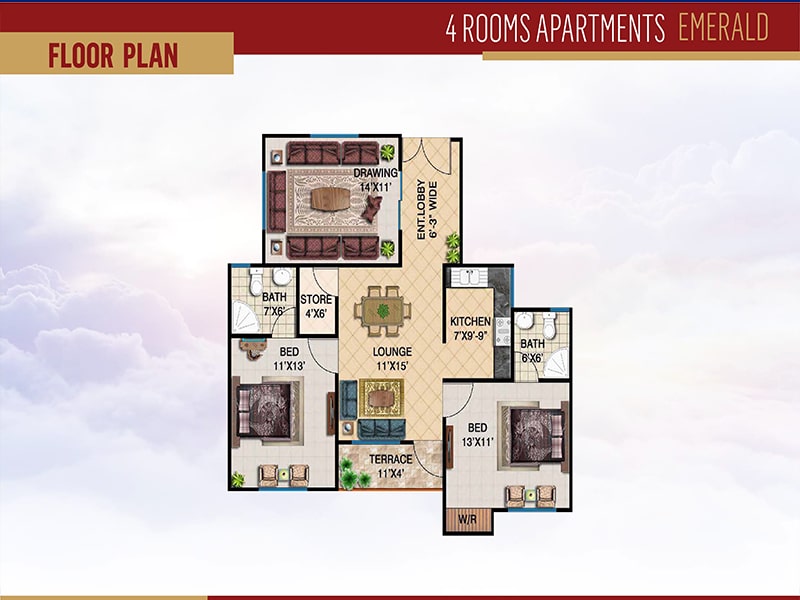 4 ROOMS APARTMENTS EMERALD
FLOOR PLAN
DRAWING
14'X11'
ENT.LOBBY
6'-3" WIDE
BATH
7'X6'
STORE
4'X6'
KITCHEN
7'X9'-9"
BATH
6'X6'
BED
11'X13'
LOUNGE
11'X15'
BED
13'X11'
TERRACE
11'X4'
W/R